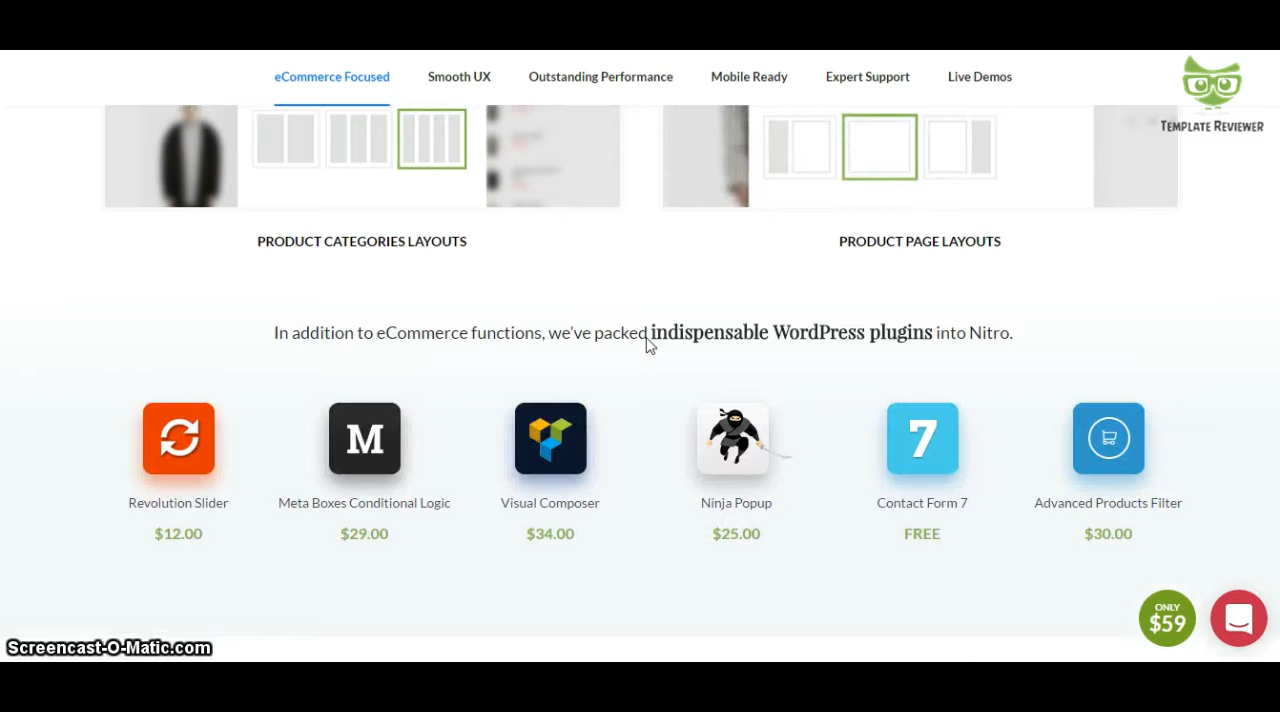 eCommerce Focused Smooth UX Outstanding Performance Mobile Ready Expert Support Live Demos
TEMPLATE REVIEWER
PRODUCT CATEGORIES LAYOUTS PRODUCT PAGE LAYOUTS
In addition to eCommerce functions, we've packed indispensable WordPress plugins into Nitro.
M 7
Revolution Slider Meta Boxes Conditional Logic Visual Composer Ninja Popup Contact Form 7 Advanced Products Filter
$12.00 $29.00 $34.00 $25.00 FREE $30.00
ONLY
$59
Screencast-O-Matic.com